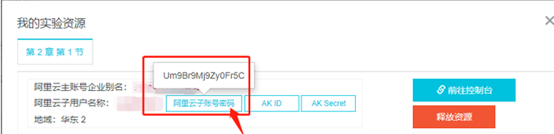 我的实验资源
第 2 章 第 1 节
Um9Br9Mj9Zy0Fr5C
阿里云主账号企业别名：
前往控制台
阿里云子用户名称：
阿里云子账号密码
AK ID
AK Secret
地域：华东 2
释放资源